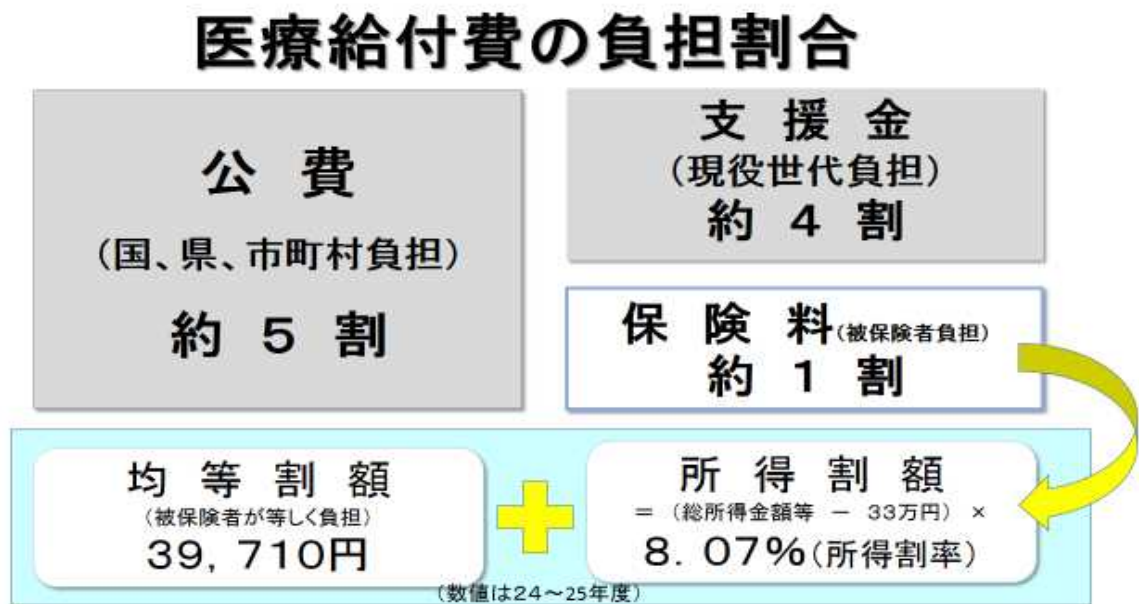 医療給付費の負担割合
公 費
(国、県、市町村負担)
約 5 割
支 援 金
(現役世代負担)
約 4 割
保 険 料(被保険者負担)
約 1 割
均 等 割 額
(被保険者が等しく負担)
39,710円
所 得 割 額
= (総所得金額等 － 33万円) ×
8.07%(所得割率)
(数値は24～25年度)